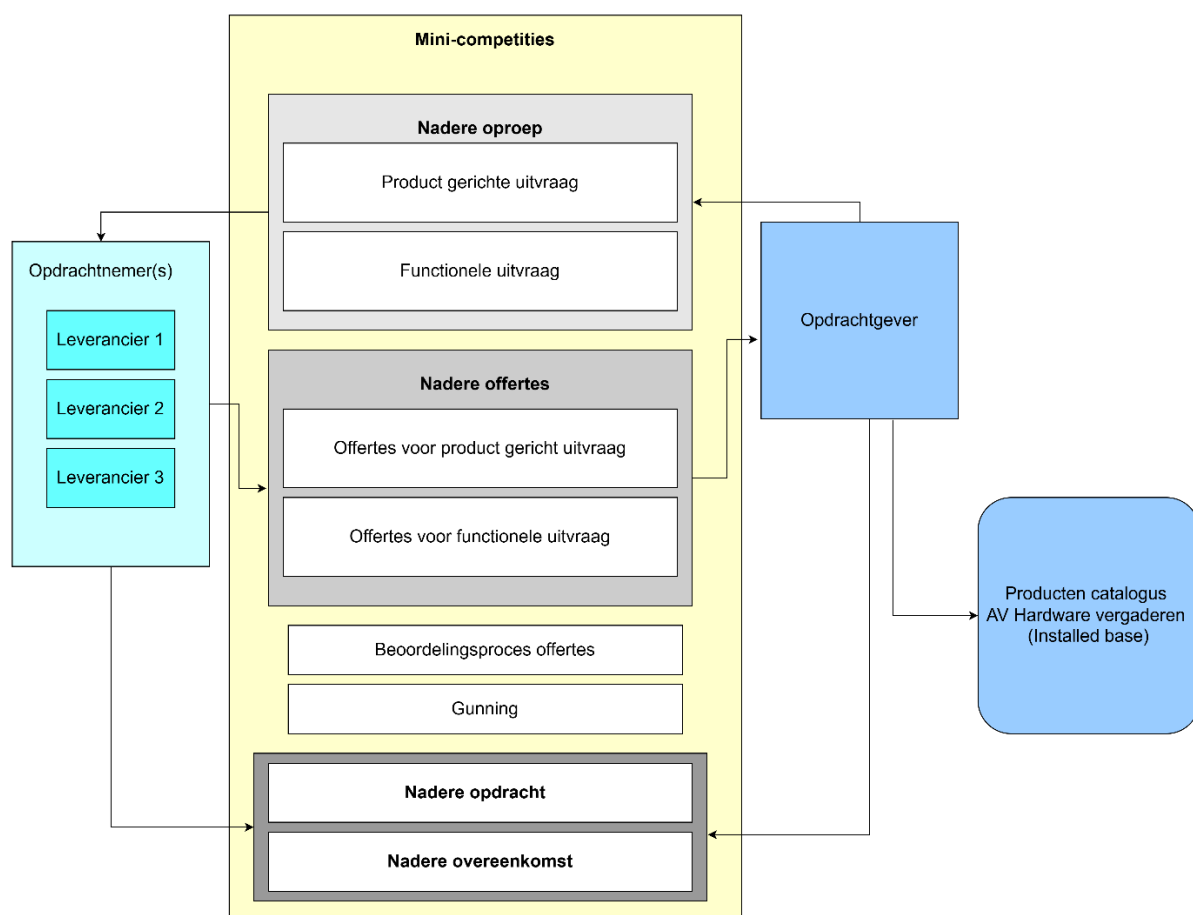 Mini-competities
Nadere oproep
Product gerichte uitvraag
Functionele uitvraag
Opdrachtnemer(s)
Leverancier 1
Leverancier 2
Leverancier 3
Opdrachtgever
Nadere offertes
Offertes voor product gericht uitvraag
Offertes voor functionele uitvraag
Producten catalogus
AV Hardware vergaderen
(Installed base)
Beoordelingsproces offertes
Gunning
Nadere opdracht
Nadere overeenkomst